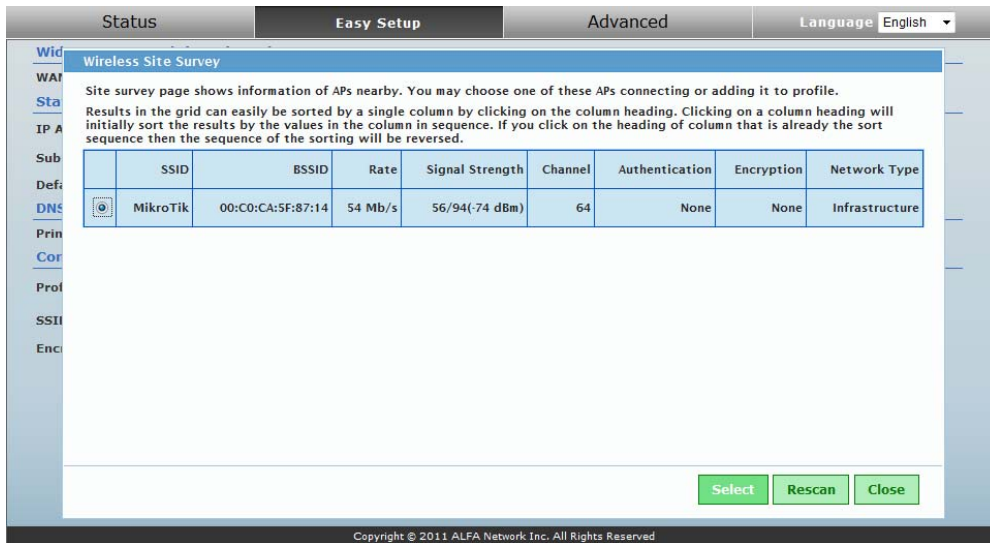 Status Easy Setup Advanced Language English
Wireless Site Survey
Site survey page shows information of APs nearby. You may choose one of these APs connecting or adding it to profile.
Results in the grid can easily be sorted by a single column by clicking on the column heading. Clicking on a column heading will
initially sort the results by the values in the column in sequence. If you click on the heading of column that is already the sort
sequence then the sequence of the sorting will be reversed.
SSID BSSID Rate Signal Strength Channel Authentication Encryption Network Type
MikroTik 00:C0:CA:5F:87:14 54 Mb/s 56/94(-74 dBm) 64 None None Infrastructure
Wid
WAN
Sta
IP A
Sub
Defa
DNS
Prin
Con
Prof
SSID
Encr
Select Rescan Close
Copyright © 2011 ALFA Network Inc. All Rights Reserved